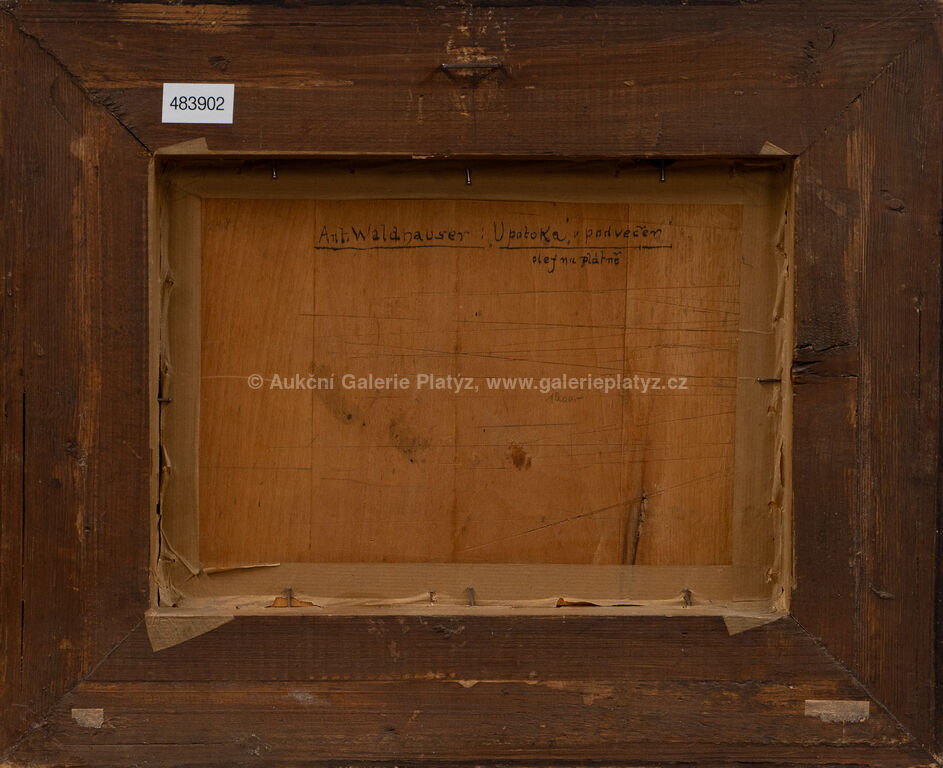 483902
Ant. Waldhauser : U potoka, v podvečer
olej na plátně
© Aukční Galerie Platýz, www.galerieplatyz.cz